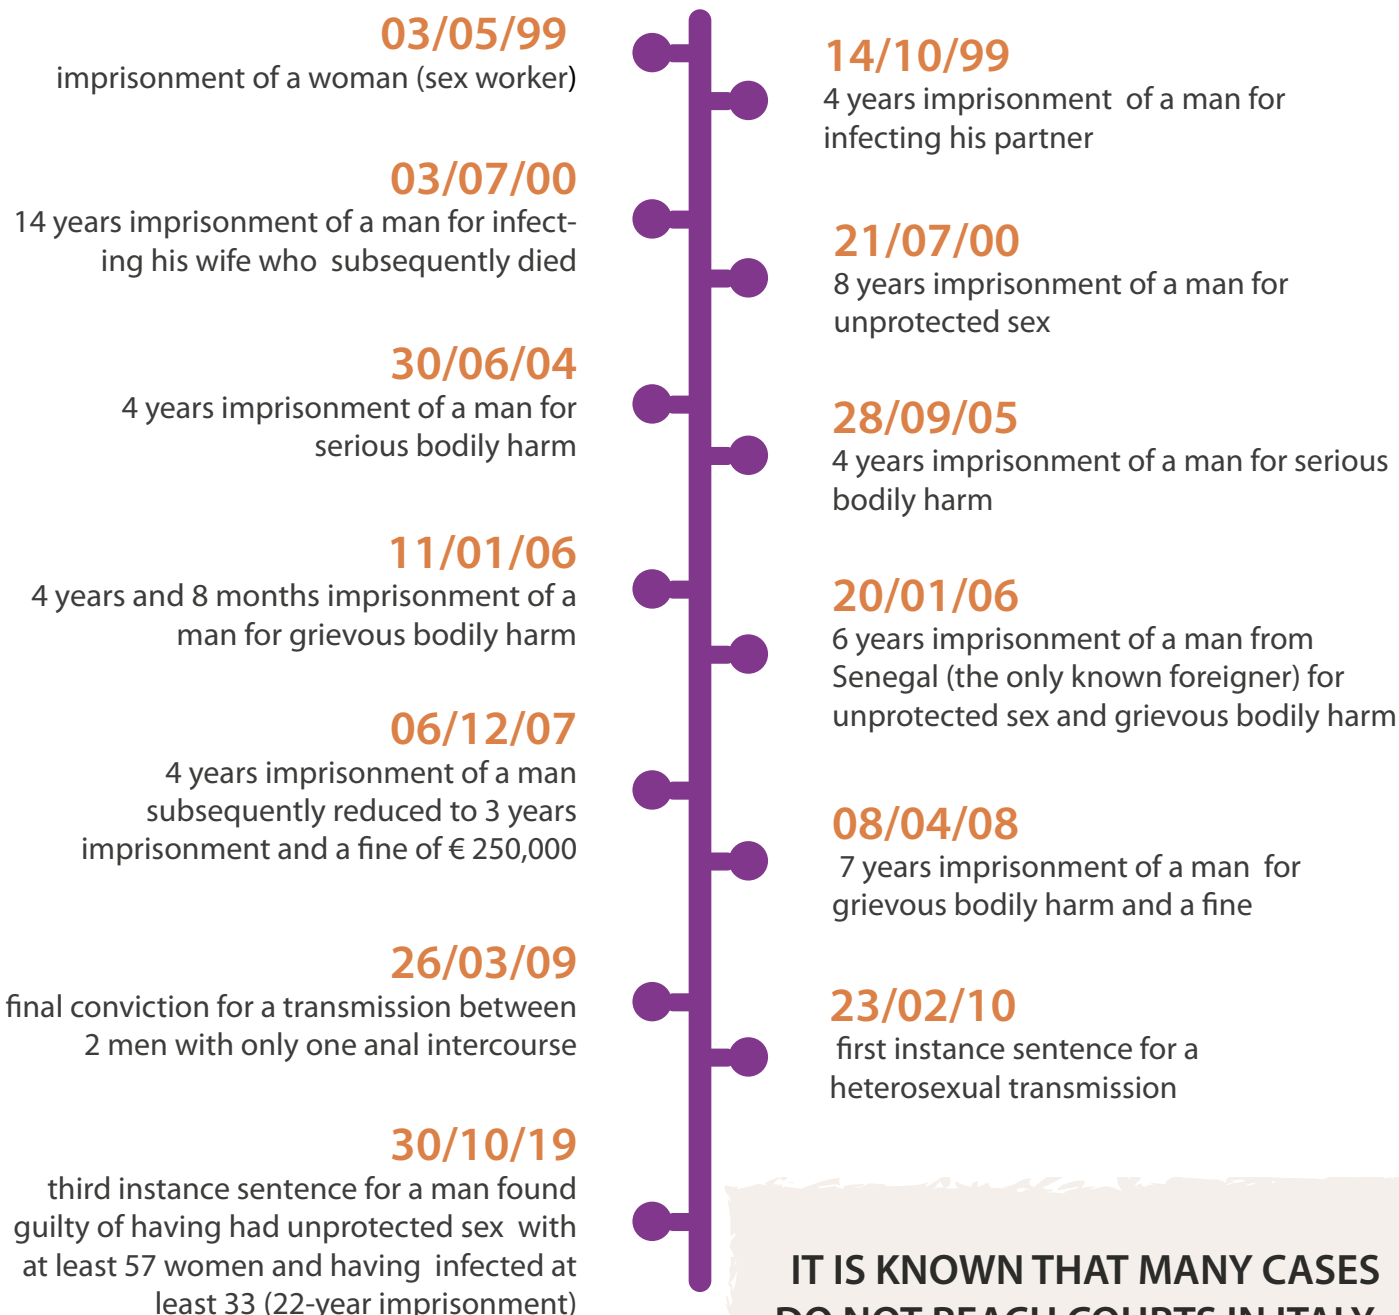 03/05/99
imprisonment of a woman (sex worker)
14/10/99
4 years imprisonment of a man for
infecting his partner
03/07/00
14 years imprisonment of a man for infect-
ing his wife who subsequently died
21/07/00
8 years imprisonment of a man for
unprotected sex
30/06/04
4 years imprisonment of a man for
serious bodily harm
28/09/05
4 years imprisonment of a man for serious
bodily harm
11/01/06
4 years and 8 months imprisonment of a
man for grievous bodily harm
20/01/06
6 years imprisonment of a man from
Senegal (the only known foreigner) for
unprotected sex and grievous bodily harm
06/12/07
4 years imprisonment of a man
subsequently reduced to 3 years
imprisonment and a fine of € 250,000
08/04/08
7 years imprisonment of a man for
grievous bodily harm and a fine
26/03/09
final conviction for a transmission between
2 men with only one anal intercourse
23/02/10
first instance sentence for a
heterosexual transmission
30/10/19
third instance sentence for a man found
guilty of having had unprotected sex with
at least 57 women and having infected at
least 33 (22-year imprisonment)
IT IS KNOWN THAT MANY CASES
DO NOT REACH COURTS IN ITALY